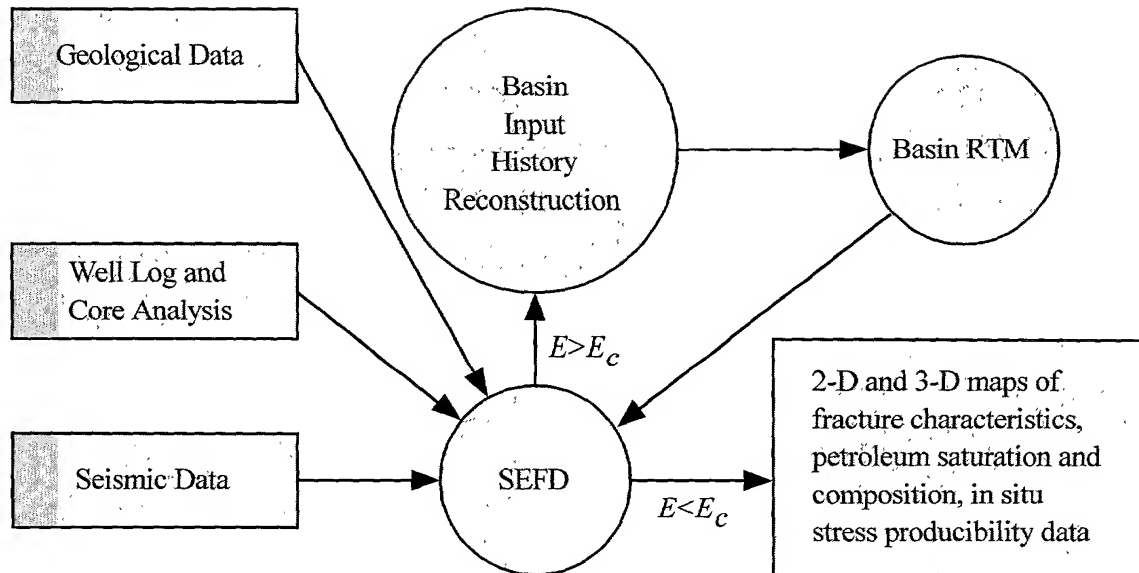 Geological Data
Basin
Input
History
Reconstruction
Basin RTM
Well Log and
Core Analysis
E>E_c
2-D and 3-D maps of
fracture characteristics,
petroleum saturation and
composition, in situ
stress producibility data
Seismic Data
SEFD
E<E_c